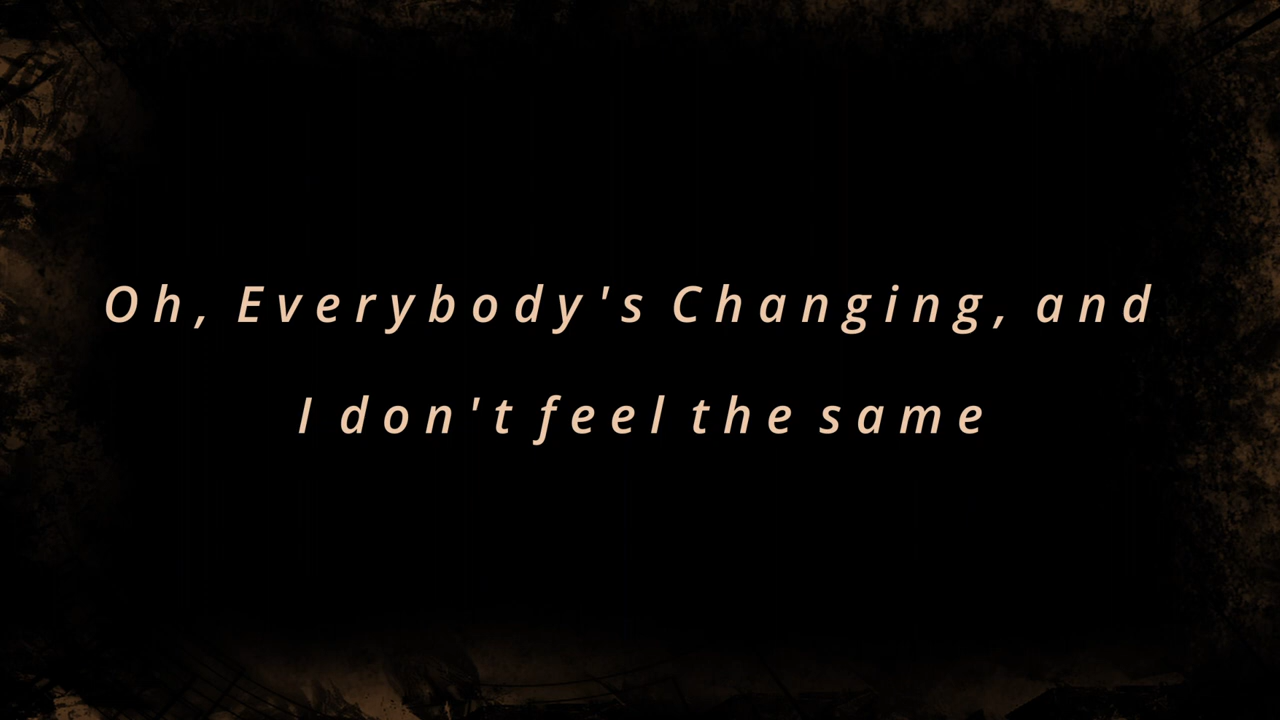 Oh, Everybody's Changing, and
I don't feel the same